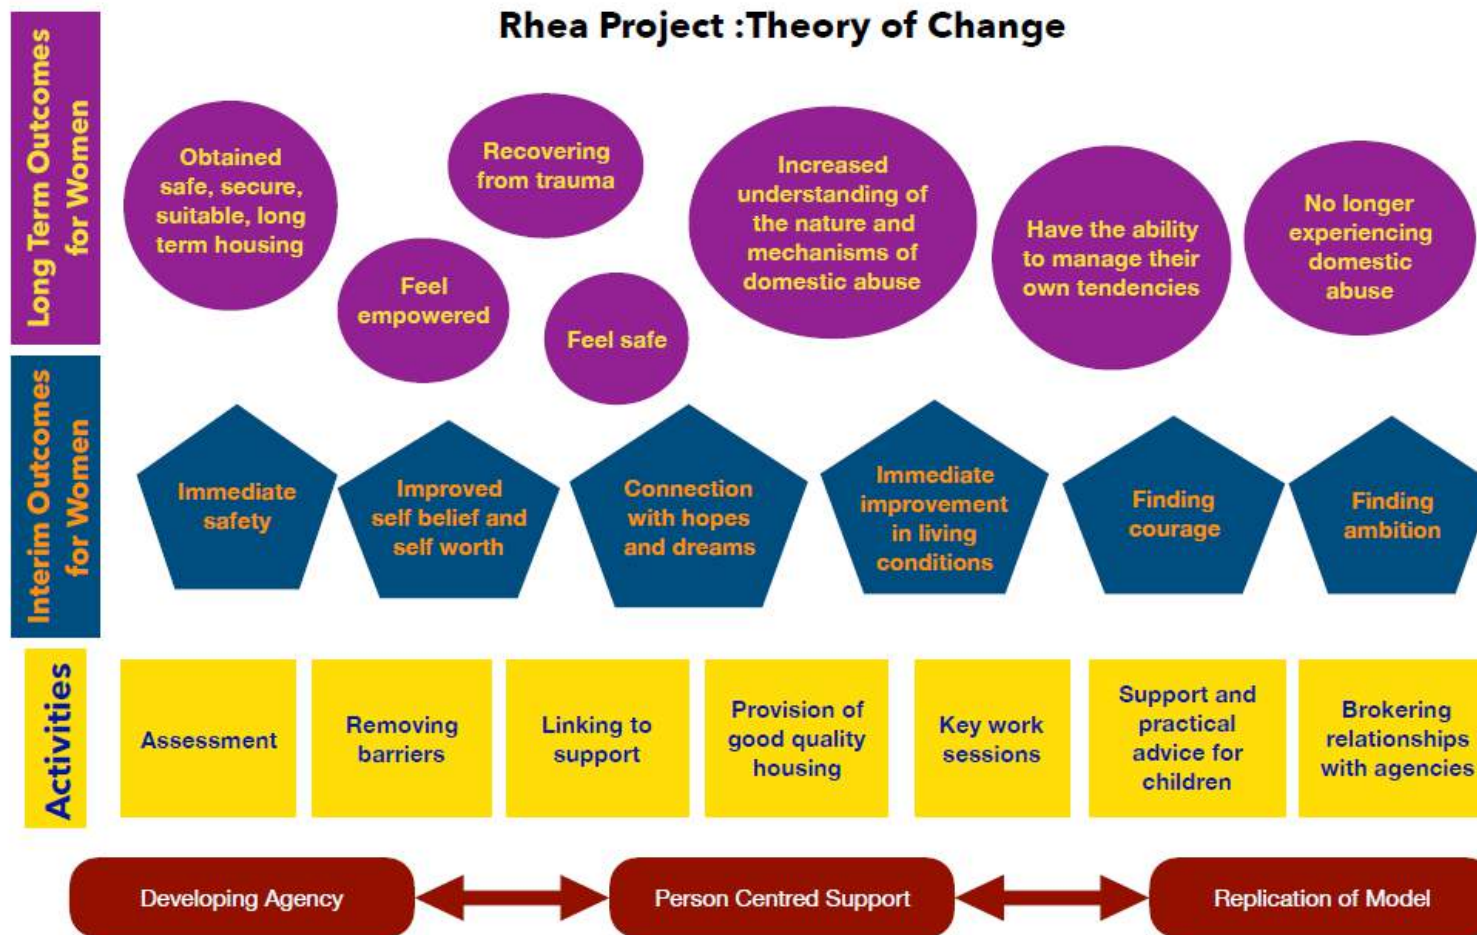 Rhea Project :Theory of Change
Long Term Outcomes
for Women
Obtained
safe, secure,
suitable, long
term housing
Feel
empowered
Recovering
from trauma
Feel safe
Increased
understanding of
the nature and
mechanisms of
domestic abuse
Have the ability
to manage their
own tendencies
No longer
experiencing
domestic
abuse
Interim Outcomes
for Women
Immediate
safety
Improved
self belief and
self worth
Connection
with hopes
and dreams
Immediate
improvement
in living
conditions
Finding
courage
Finding
ambition
Activities
Assessment
Removing
barriers
Linking to
support
Provision of
good quality
housing
Key work
sessions
Support and
practical
advice for
children
Brokering
relationships
with agencies
Developing Agency
Person Centred Support
Replication of Model